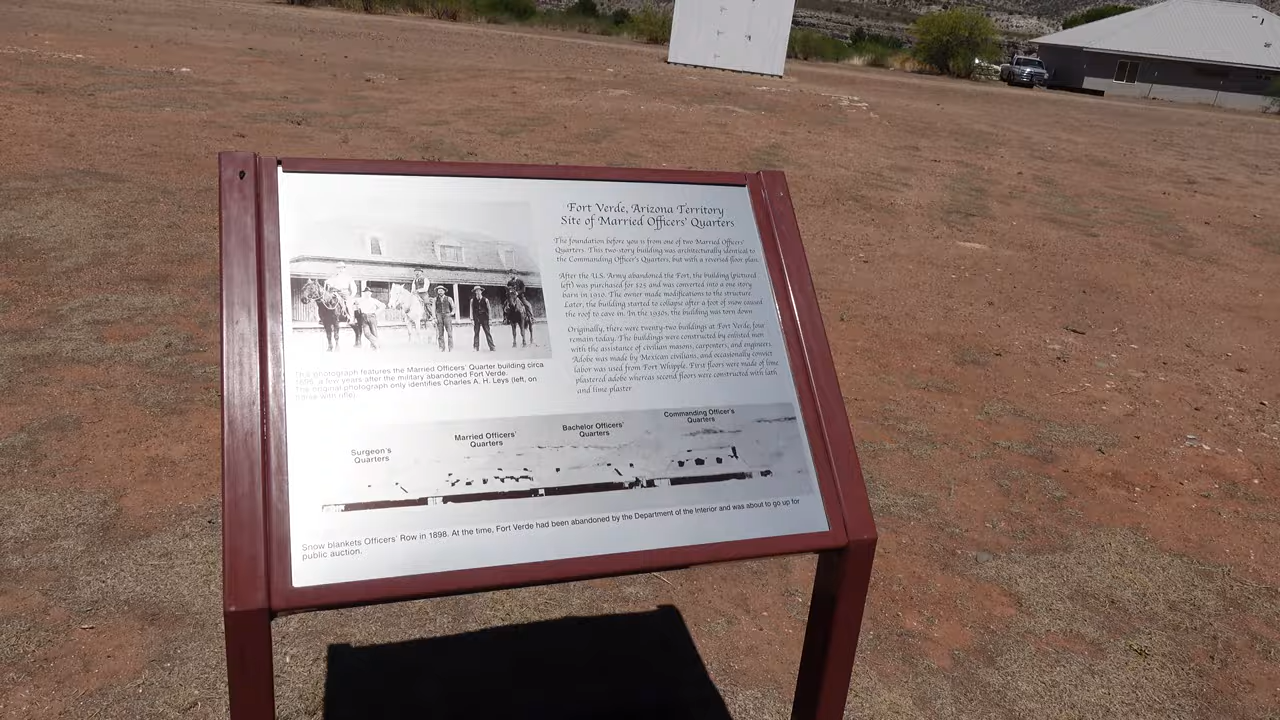 Fort Verde, Arizona Territory
Site of Married Officers' Quarters
The foundation before you is from one of two Married Officers'
Quarters. This two-story building was architecturally identical to
the Commanding Officer's Quarters, but with a reversed floor plan.
After the U.S. Army abandoned the Fort, the building (pictured
left) was purchased for $25 and was converted into a one story
barn in 1910. The owner made modifications to the structure.
Later, the building started to collapse after a foot of snow caused
the roof to cave in. In the 1930s, the building was torn down
Originally, there were twenty-two buildings at Fort Verde, four
remain today. The buildings were constructed by enlisted men
with the assistance of civilian masons, carpenters, and engineers.
Adobe was made by Mexican civilians, and occasionally convict
labor was used from Fort Whipple. First floors were made of lime
plastered adobe whereas second floors were constructed with lath
and lime plaster
This photograph features the Married Officers' Quarter building circa
a few years after the military abandoned Fort Verde.
The original photograph only identifies Charles A. H. Leys (left, on
horse with rifle).
Surgeon's
Quarters
Married Officers'
Quarters
Bachelor Officers'
Quarters
Commanding Officer's
Quarters
Snow blankets Officers' Row in 1898. At the time, Fort Verde had been abandoned by the Department of the Interior and was about to go up for
public auction.